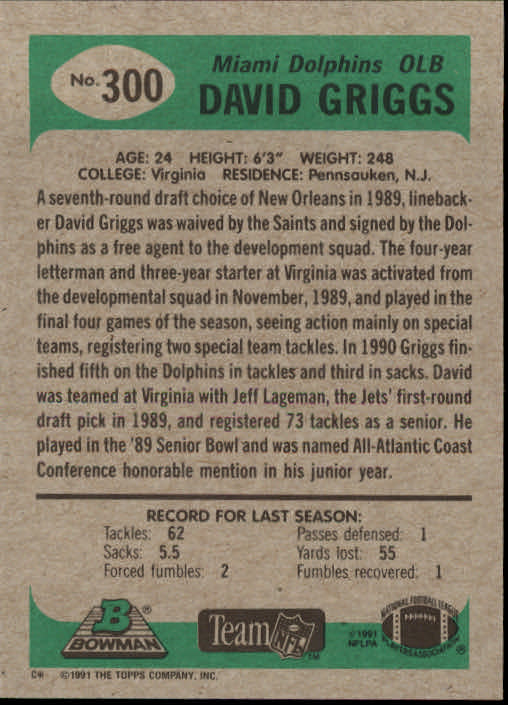 No. 300
Miami Dolphins OLB
DAVID GRIGGS
AGE: 24 HEIGHT: 6'3" WEIGHT: 248
COLLEGE: Virginia RESIDENCE: Pennsauken, N.J.
A seventh-round draft choice of New Orleans in 1989, lineback-
er David Griggs was waived by the Saints and signed by the Dol-
phins as a free agent to the development squad. The four-year
letterman and three-year starter at Virginia was activated from
the developmental squad in November, 1989, and played in the
final four games of the season, seeing action mainly on special
teams, registering two special team tackles. In 1990 Griggs fin-
ished fifth on the Dolphins in tackles and third in sacks. David
was teamed at Virginia with Jeff Lageman, the Jets' first-round
draft pick in 1989, and registered 73 tackles as a senior. He
played in the '89 Senior Bowl and was named All-Atlantic Coast
Conference honorable mention in his junior year.
RECORD FOR LAST SEASON:
Tackles: 62 Passes defensed: 1
Sacks: 5.5 Yards lost: 55
Forced fumbles: 2 Fumbles recovered: 1
B
BOWMAN®
Team NFL™
©1991
NFLPA
NATIONAL FOOTBALL LEAGUE
PLAYERS ASSOCIATION ®
C* ©1991 THE TOPPS COMPANY, INC.